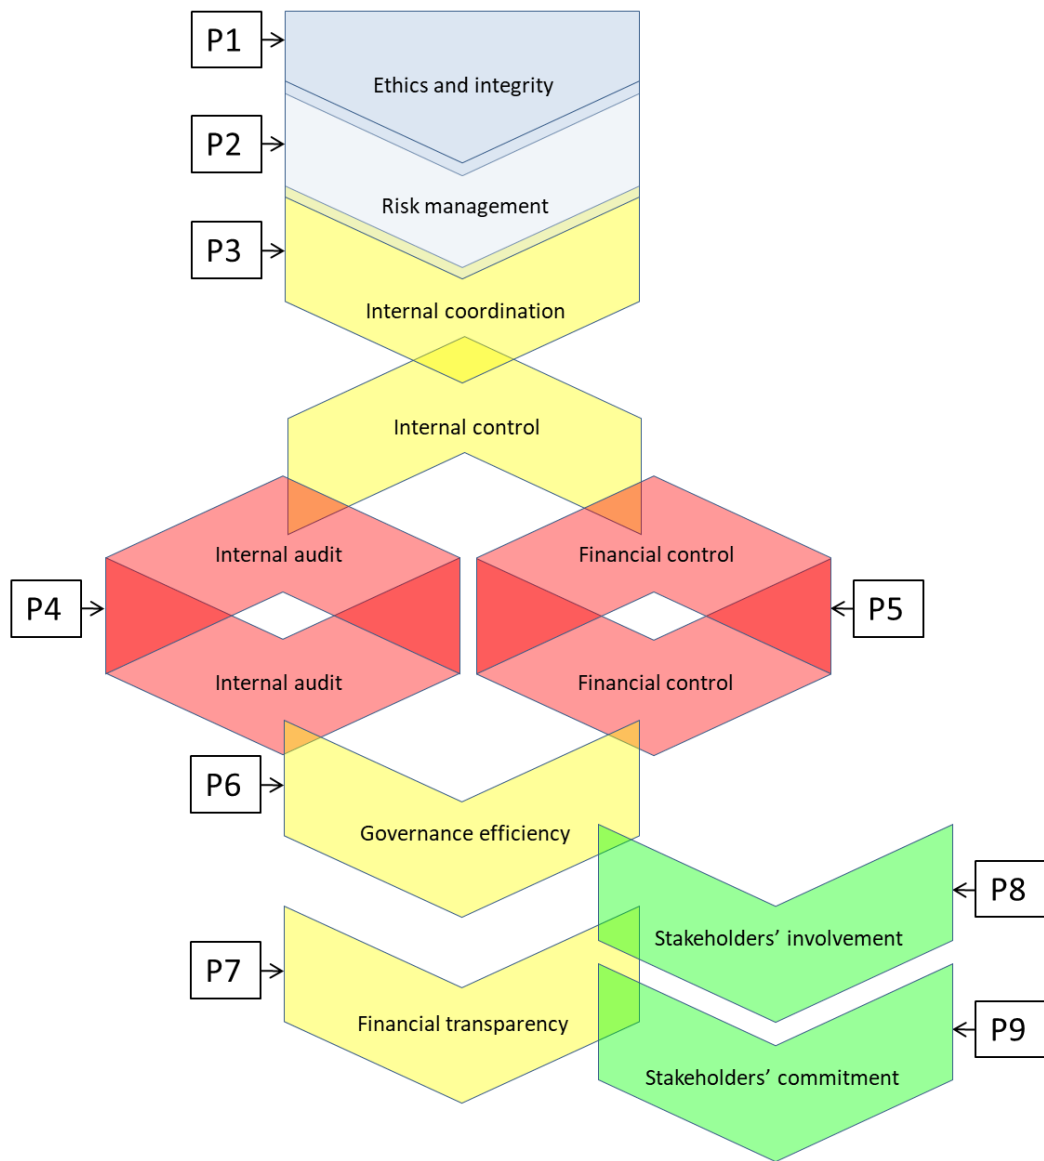 P1
Ethics and integrity
P2
Risk management
P3
Internal coordination
Internal control
Internal audit
Financial control
P4
P5
Internal audit
Financial control
P6
Governance efficiency
P8
Stakeholders’ involvement
P7
Financial transparency
P9
Stakeholders’ commitment